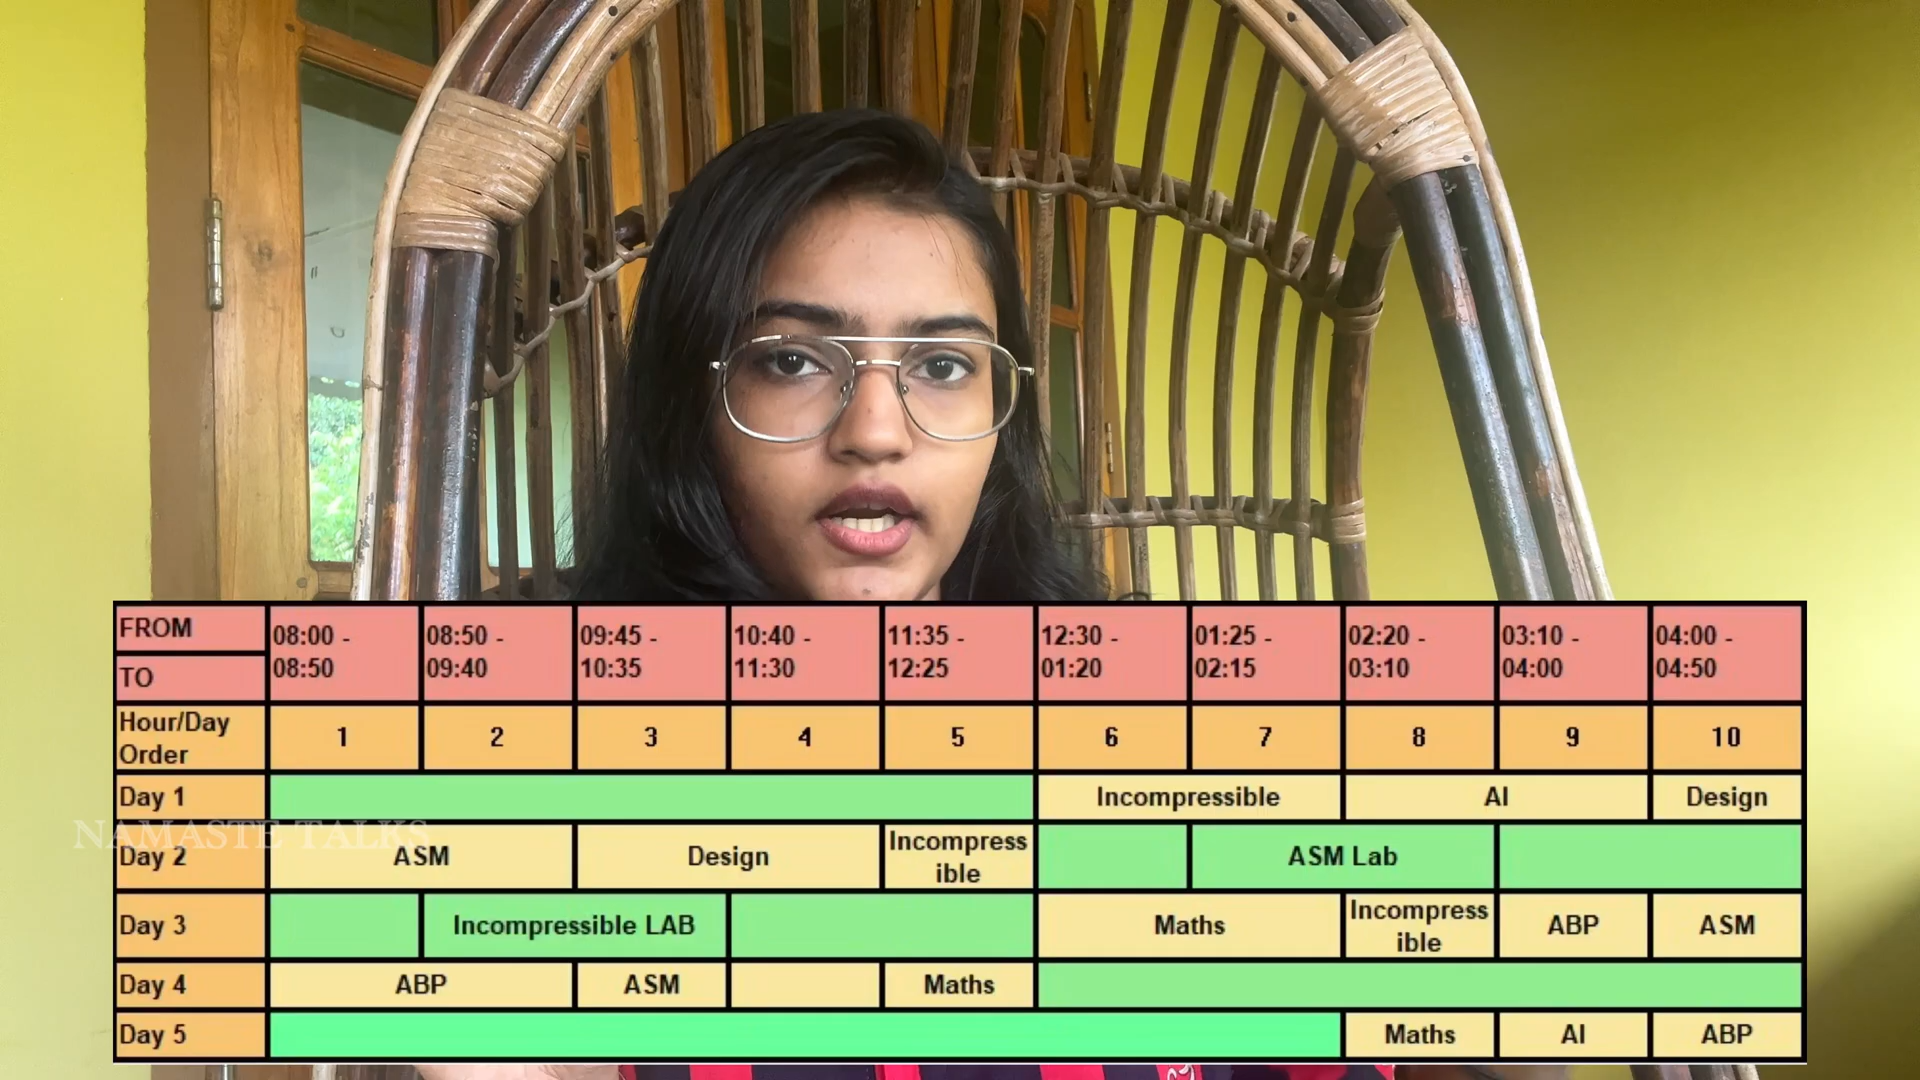 FROM
TO
08:00 -
08:50
08:50 -
09:40
09:45 -
10:35
10:40 -
11:30
11:35 -
12:25
12:30 -
01:20
01:25 -
02:15
02:20 -
03:10
03:10 -
04:00
04:00 -
04:50
Hour/Day
Order
1
2
3
4
5
6
7
8
9
10
Day 1
Incompressible
AI
Design
NAMASTE TALKS
Day 2
ASM
Design
Incompress
ible
ASM Lab
Day 3
Incompressible LAB
Maths
Incompress
ible
ABP
ASM
Day 4
ABP
ASM
Maths
Day 5
Maths
AI
ABP